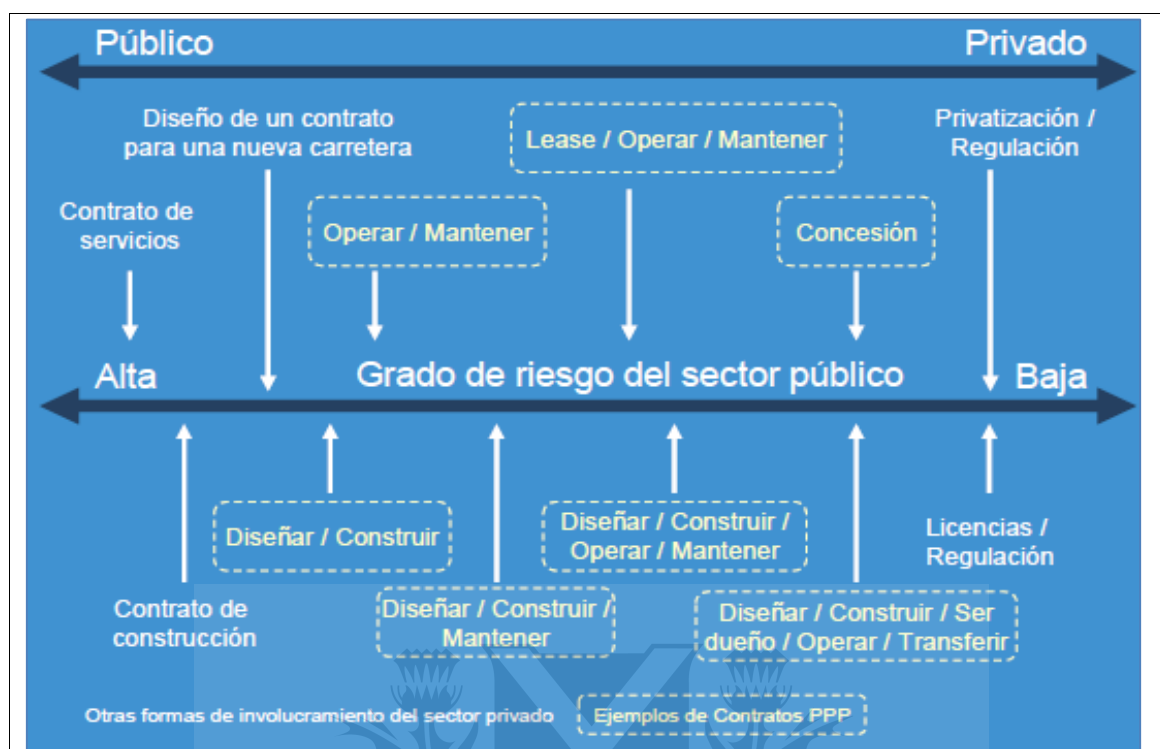 Público
Privado
Diseño de un contrato
para una nueva carretera
Lease / Operar / Mantener
Privatización /
Regulación
Contrato de
servicios
Operar / Mantener
Concesión
Alta
Grado de riesgo del sector público
Baja
Diseñar / Construir
Diseñar / Construir /
Operar / Mantener
Licencias /
Regulación
Contrato de
construcción
Diseñar / Construir /
Mantener
Diseñar / Construir / Ser
dueño / Operar / Transferir
Otras formas de involucramiento del sector privado
Ejemplos de Contratos PPP